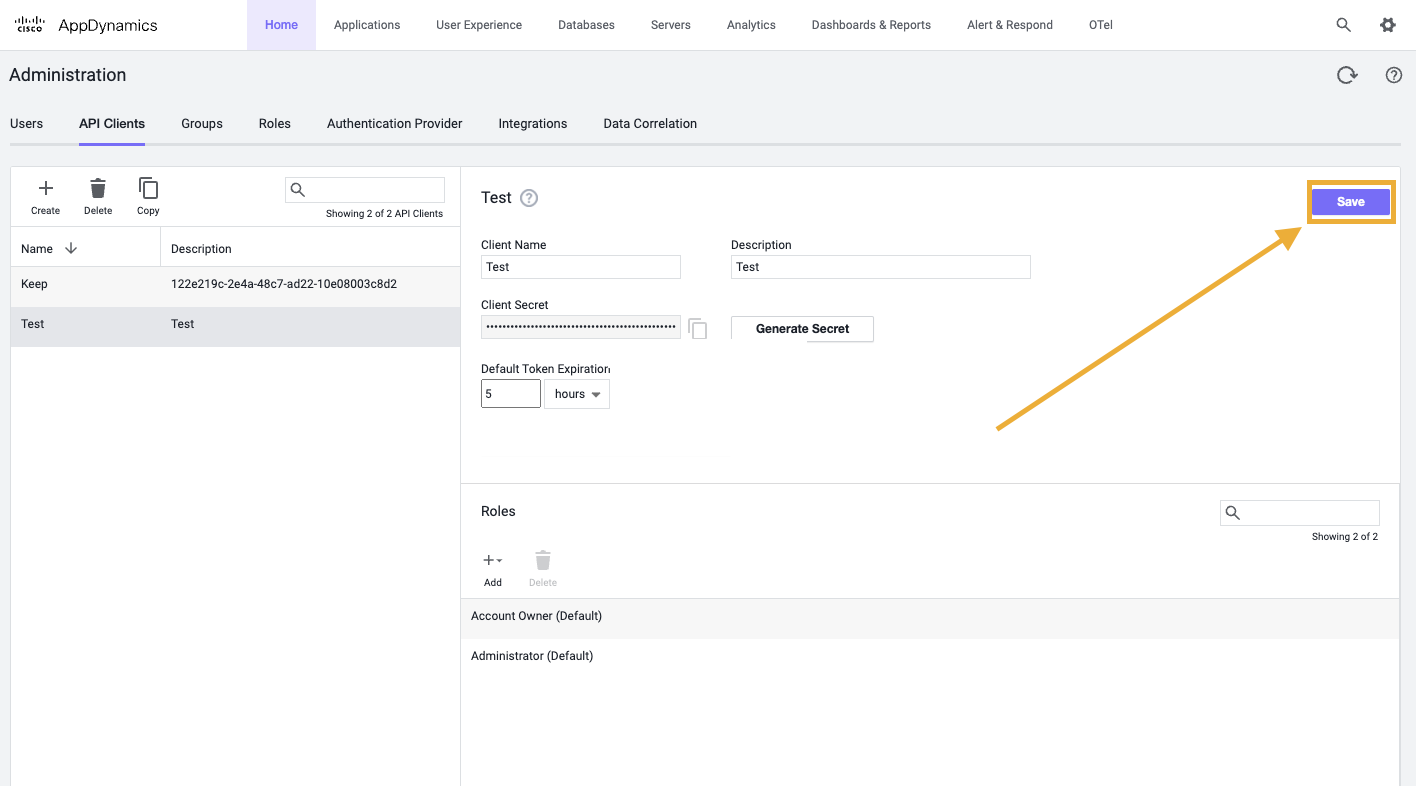 cisco AppDynamics Home Applications User Experience Databases Servers Analytics Dashboards & Reports Alert & Respond OTel
Administration
Users API Clients Groups Roles Authentication Provider Integrations Data Correlation
Create Delete Copy
Showing 2 of 2 API Clients
Name Description
Keep 122e219c-2e4a-48c7-ad22-10e08003c8d2
Test Test
Test
Save
Client Name Description
Test Test
Client Secret
Generate Secret
Default Token Expiration
5 hours
Roles
Showing 2 of 2
Add Delete
Account Owner (Default)
Administrator (Default)